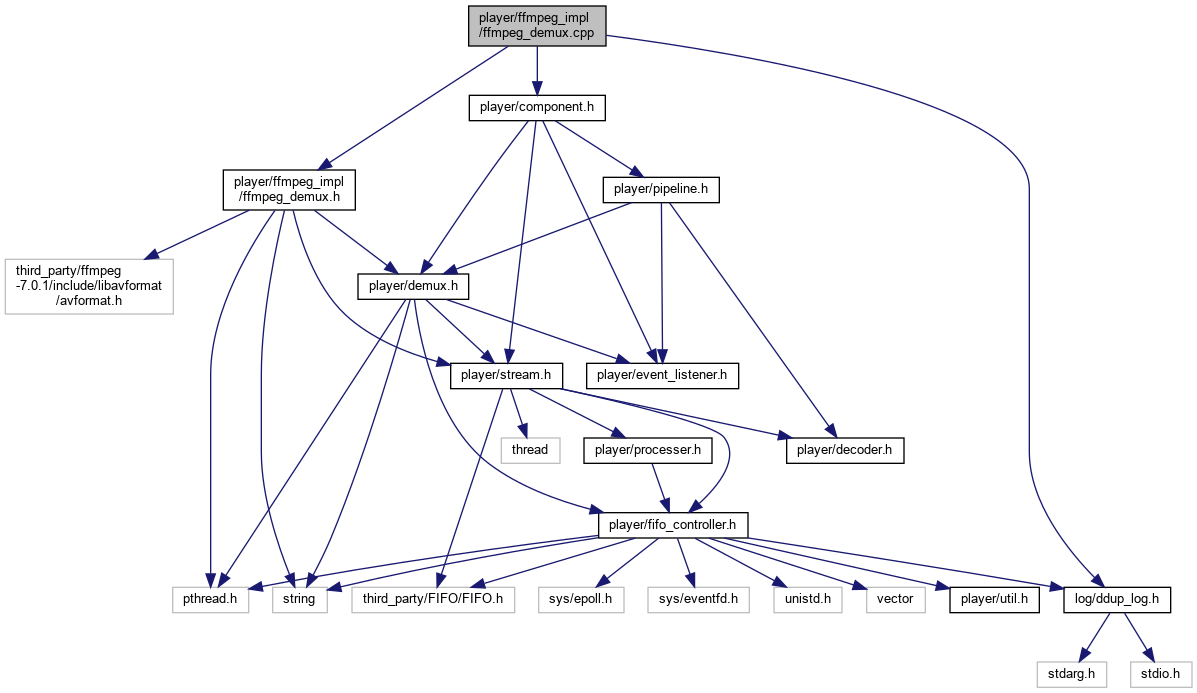 player/ffmpeg_impl
/ffmpeg_demux.cpp
player/component.h
player/ffmpeg_impl
/ffmpeg_demux.h
player/pipeline.h
third_party/ffmpeg
-7.0.1/include/libavformat
/avformat.h
player/demux.h
player/stream.h
player/event_listener.h
thread
player/processer.h
player/decoder.h
player/fifo_controller.h
pthread.h
string
third_party/FIFO/FIFO.h
sys/epoll.h
sys/eventfd.h
unistd.h
vector
player/util.h
log/ddup_log.h
stdarg.h
stdio.h